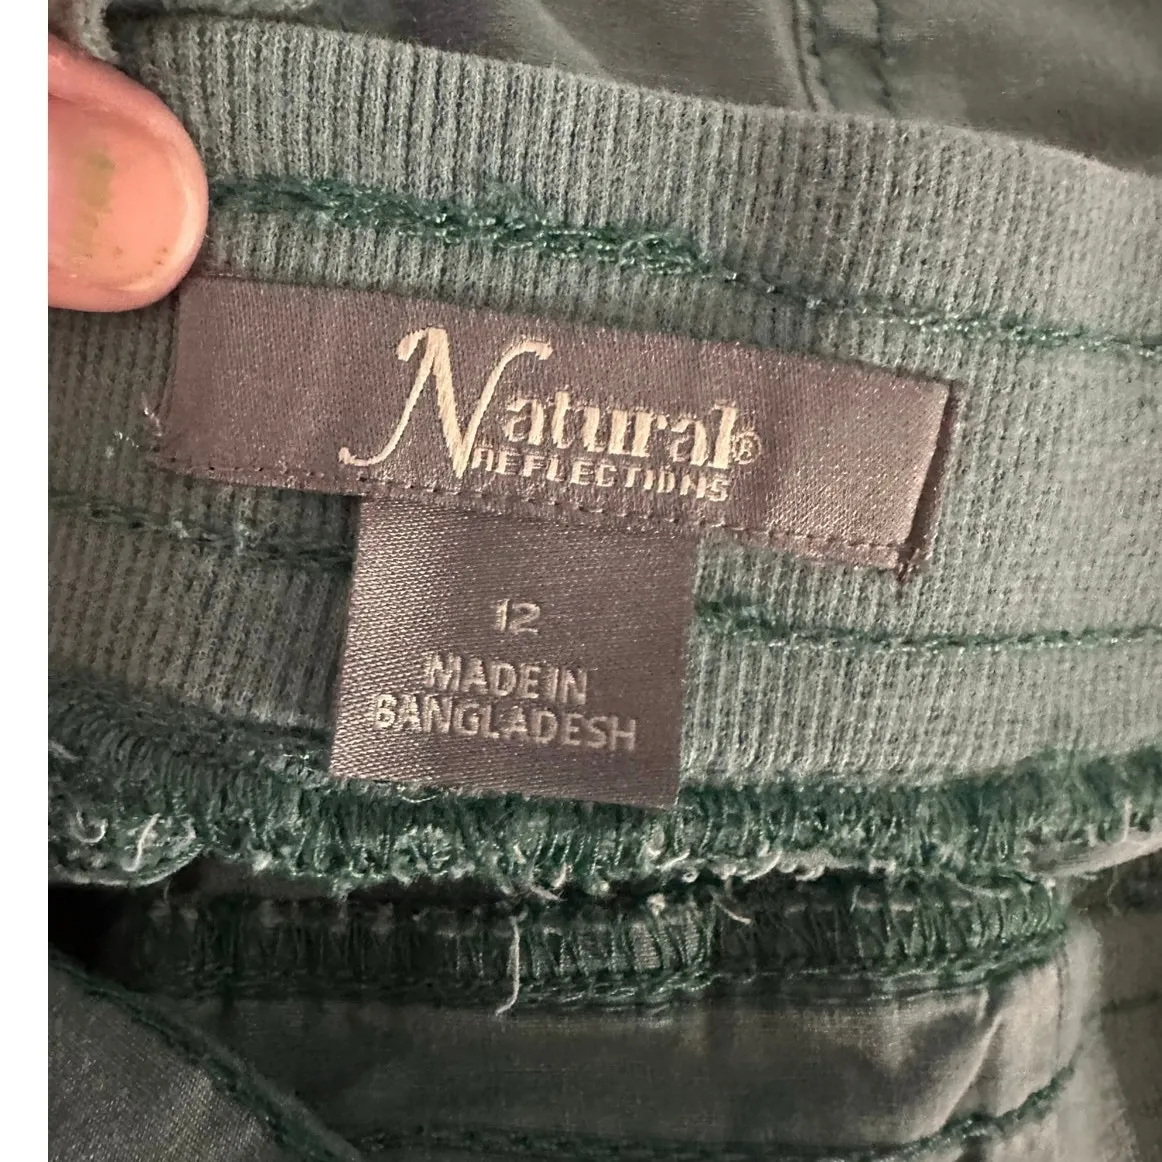 Natural®
REFLECTIONS
12
MADE IN
BANGLADESH